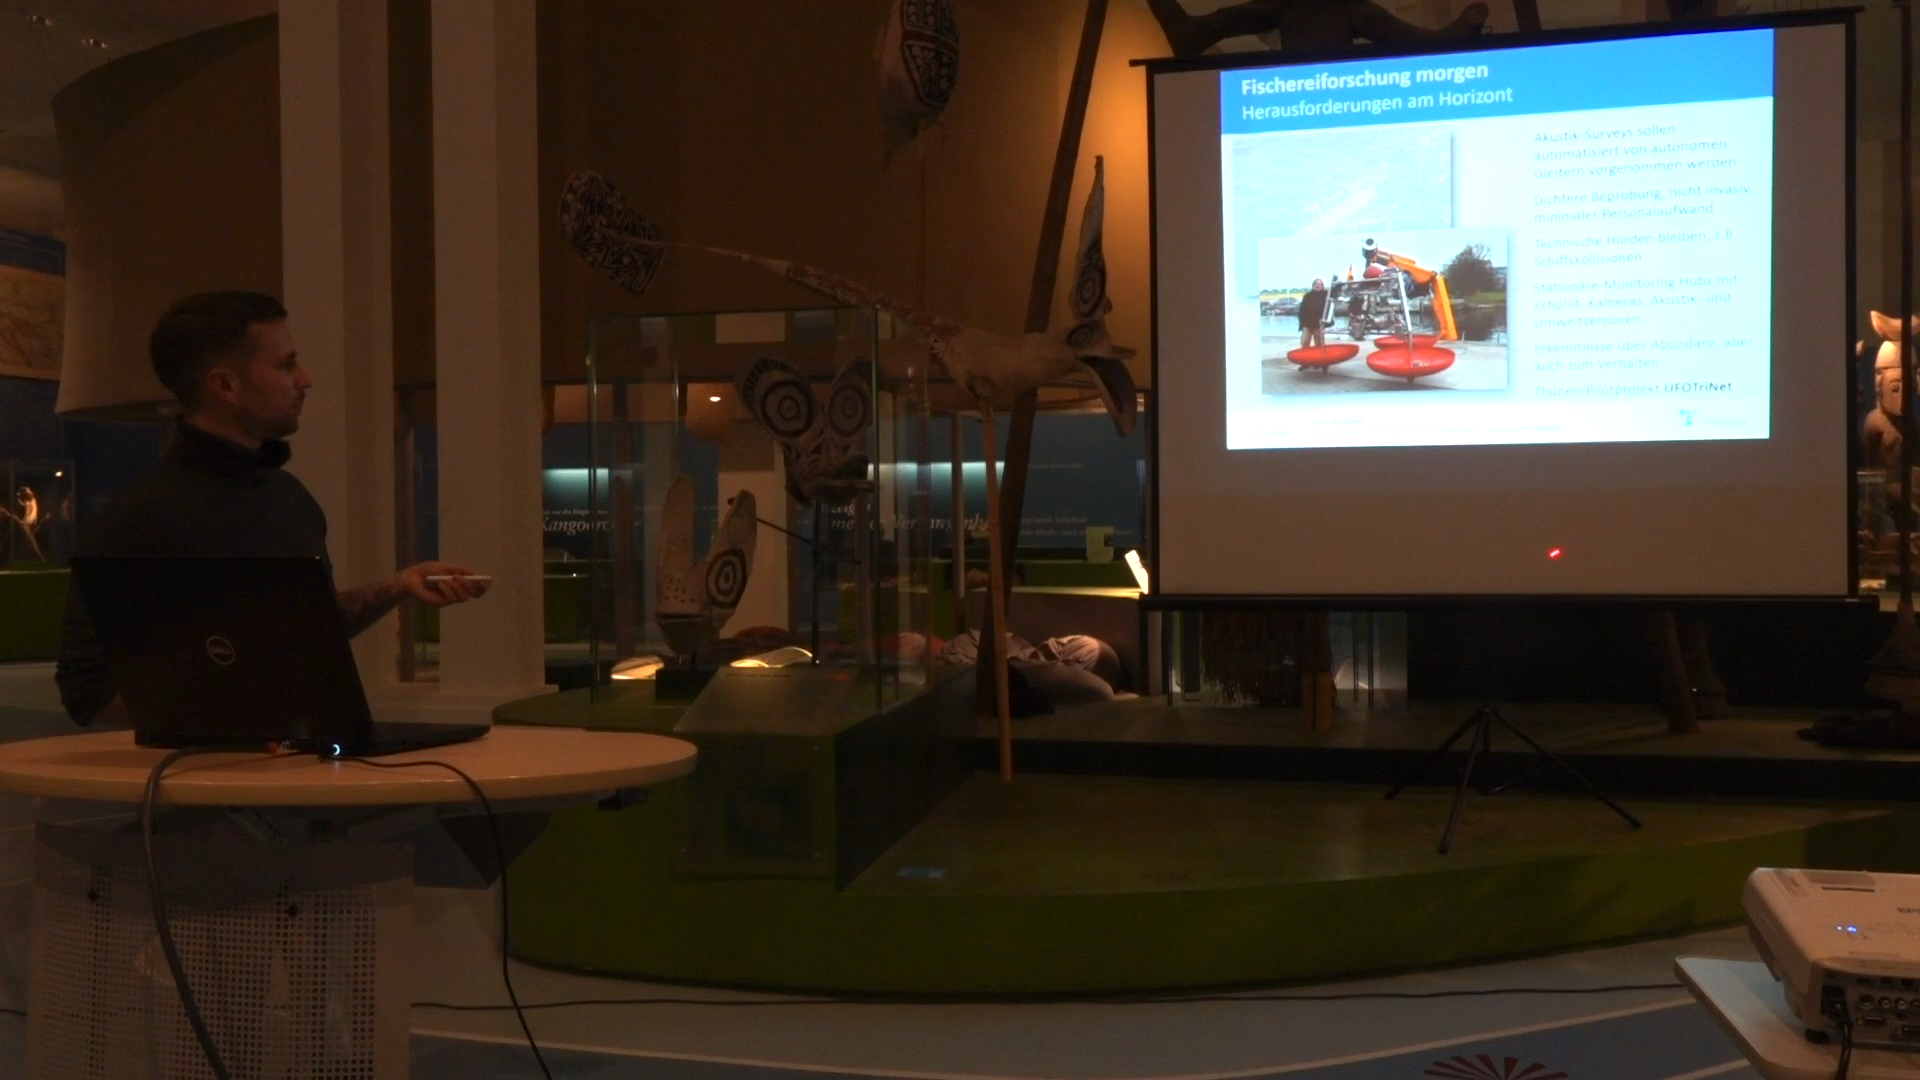 Fischereiforschung morgen
Herausforderungen am Horizont
Akustik-Surveys sollen
automatisiert von autonomen
Gleitern vorgenommen werden
Dichtere Beprobung, nicht invasiv,
minimaler Personalaufwand
Technische Hürden bleiben, z.B.
Schiffskollisionen
Stationäre Monitoring Hubs mit
Echolot, Kameras, Akustik- und
Umweltsensoren
Erkenntnisse über Abundanz, aber
auch zum Verhalten
Thünen-Pilotprojekt UFOTriNet
Kangooro
DELL